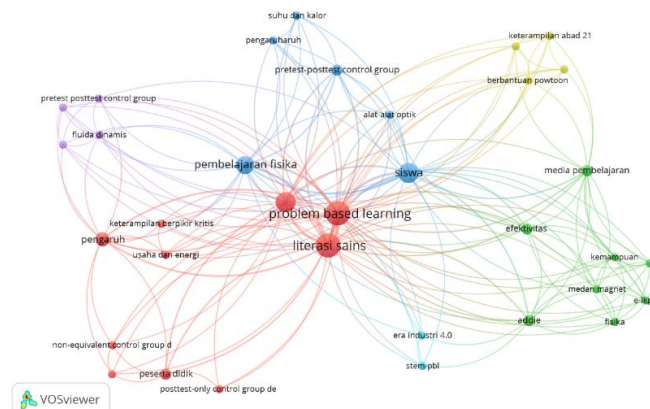 suhu dan kalor
pengaruharuh
keterampilan abad 21
pretest-posttest control group
berbantuan powtoon
pretest posttest control group
alat-alat optik
fluida dinamis
pembelajaran fisika
siswa
media pembelajaran
problem based learning
keterampilan berpikir kritis
efektivitas
pengaruh
literasi sains
usaha dan energi
kemampuan
medan magnet
e-lkp
addie
fisika
era industri 4.0
non-equivalent control group d
stem-pbl
peserta didik
posttest-only control group de
VOSviewer